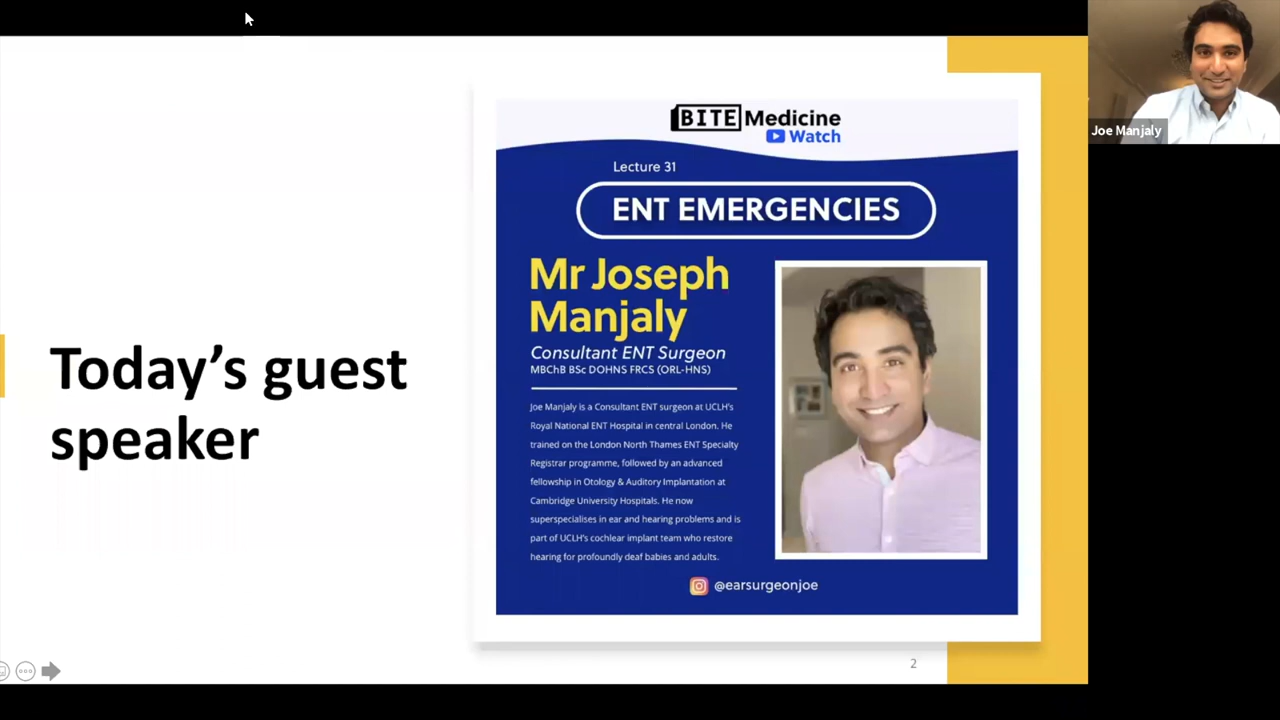 Today's guest
speaker
BITE Medicine
Watch
Lecture 31
ENT EMERGENCIES
Mr Joseph
Manjaly
Consultant ENT Surgeon
MBChB BSc DOHNS FRCS (ORL-HNS)
Joe Manjaly is a Consultant ENT surgeon at UCLH's
Royal National ENT Hospital in central London. He
trained on the London North Thames ENT Specialty
Registrar programme, followed by an advanced
fellowship in Otology & Auditory Implantation at
Cambridge University Hospitals. He now
superspecialises in ear and hearing problems and is
part of UCLH's cochlear implant team who restore
hearing for profoundly deaf babies and adults.
@earsurgeonjoe
2
Joe Manjaly